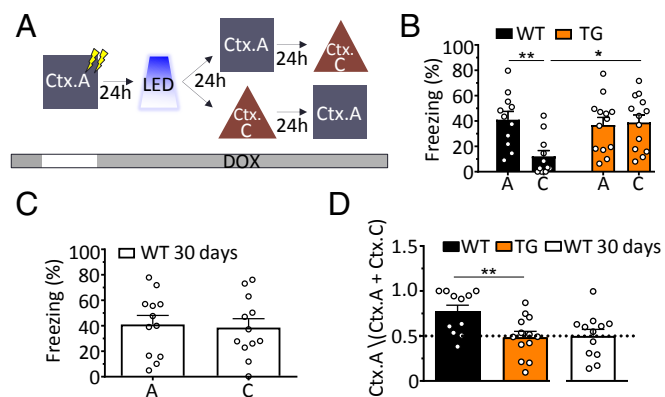 A
Ctx.A
24h
LED
24h
24h
Ctx.A
24h
Ctx.
C
Ctx.
C
24h
Ctx.A
DOX
B
WT TG
Freezing (%)
100
80
60
40
20
0
**
*
A C A C
C
WT 30 days
Freezing (%)
100
80
60
40
20
0
A C
D
WT TG WT 30 days
Ctx.A \(Ctx.A + Ctx.C)
1.5
1.0
0.5
0.0
**